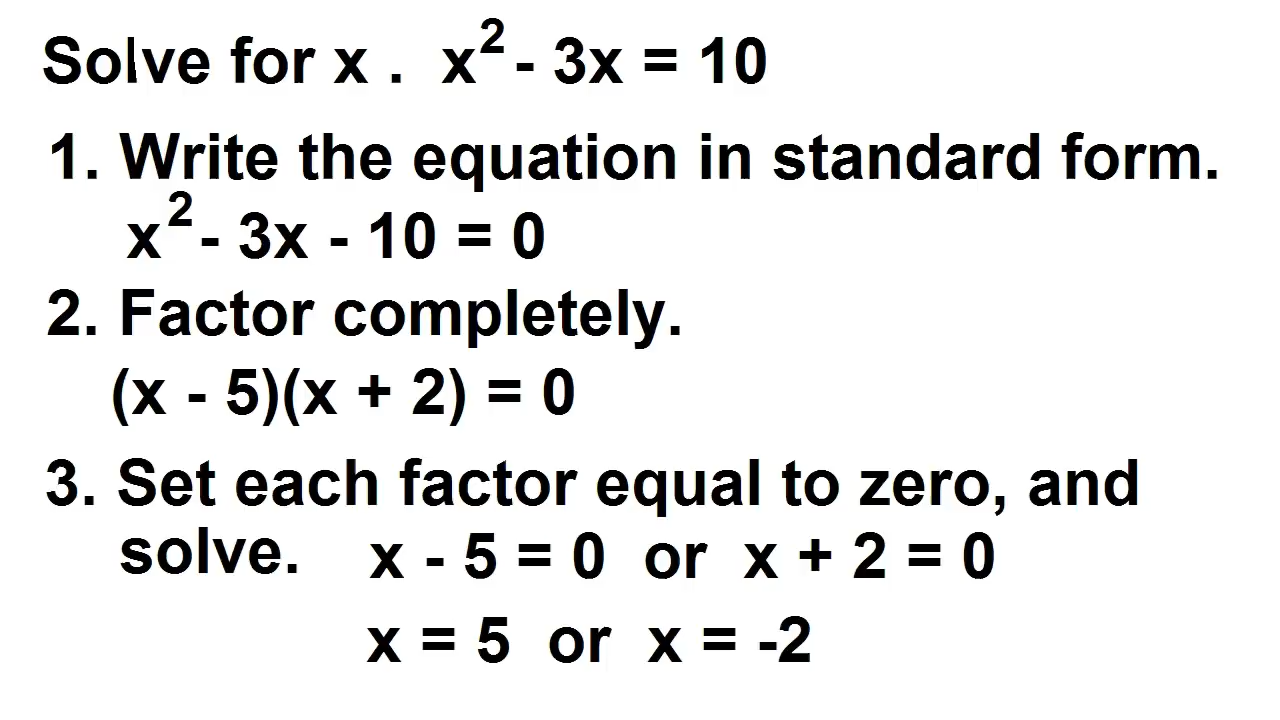 Solve for x . x² - 3x = 10
1. Write the equation in standard form.
x² - 3x - 10 = 0
2. Factor completely.
(x - 5)(x + 2) = 0
3. Set each factor equal to zero, and
solve. x - 5 = 0 or x + 2 = 0
x = 5 or x = -2